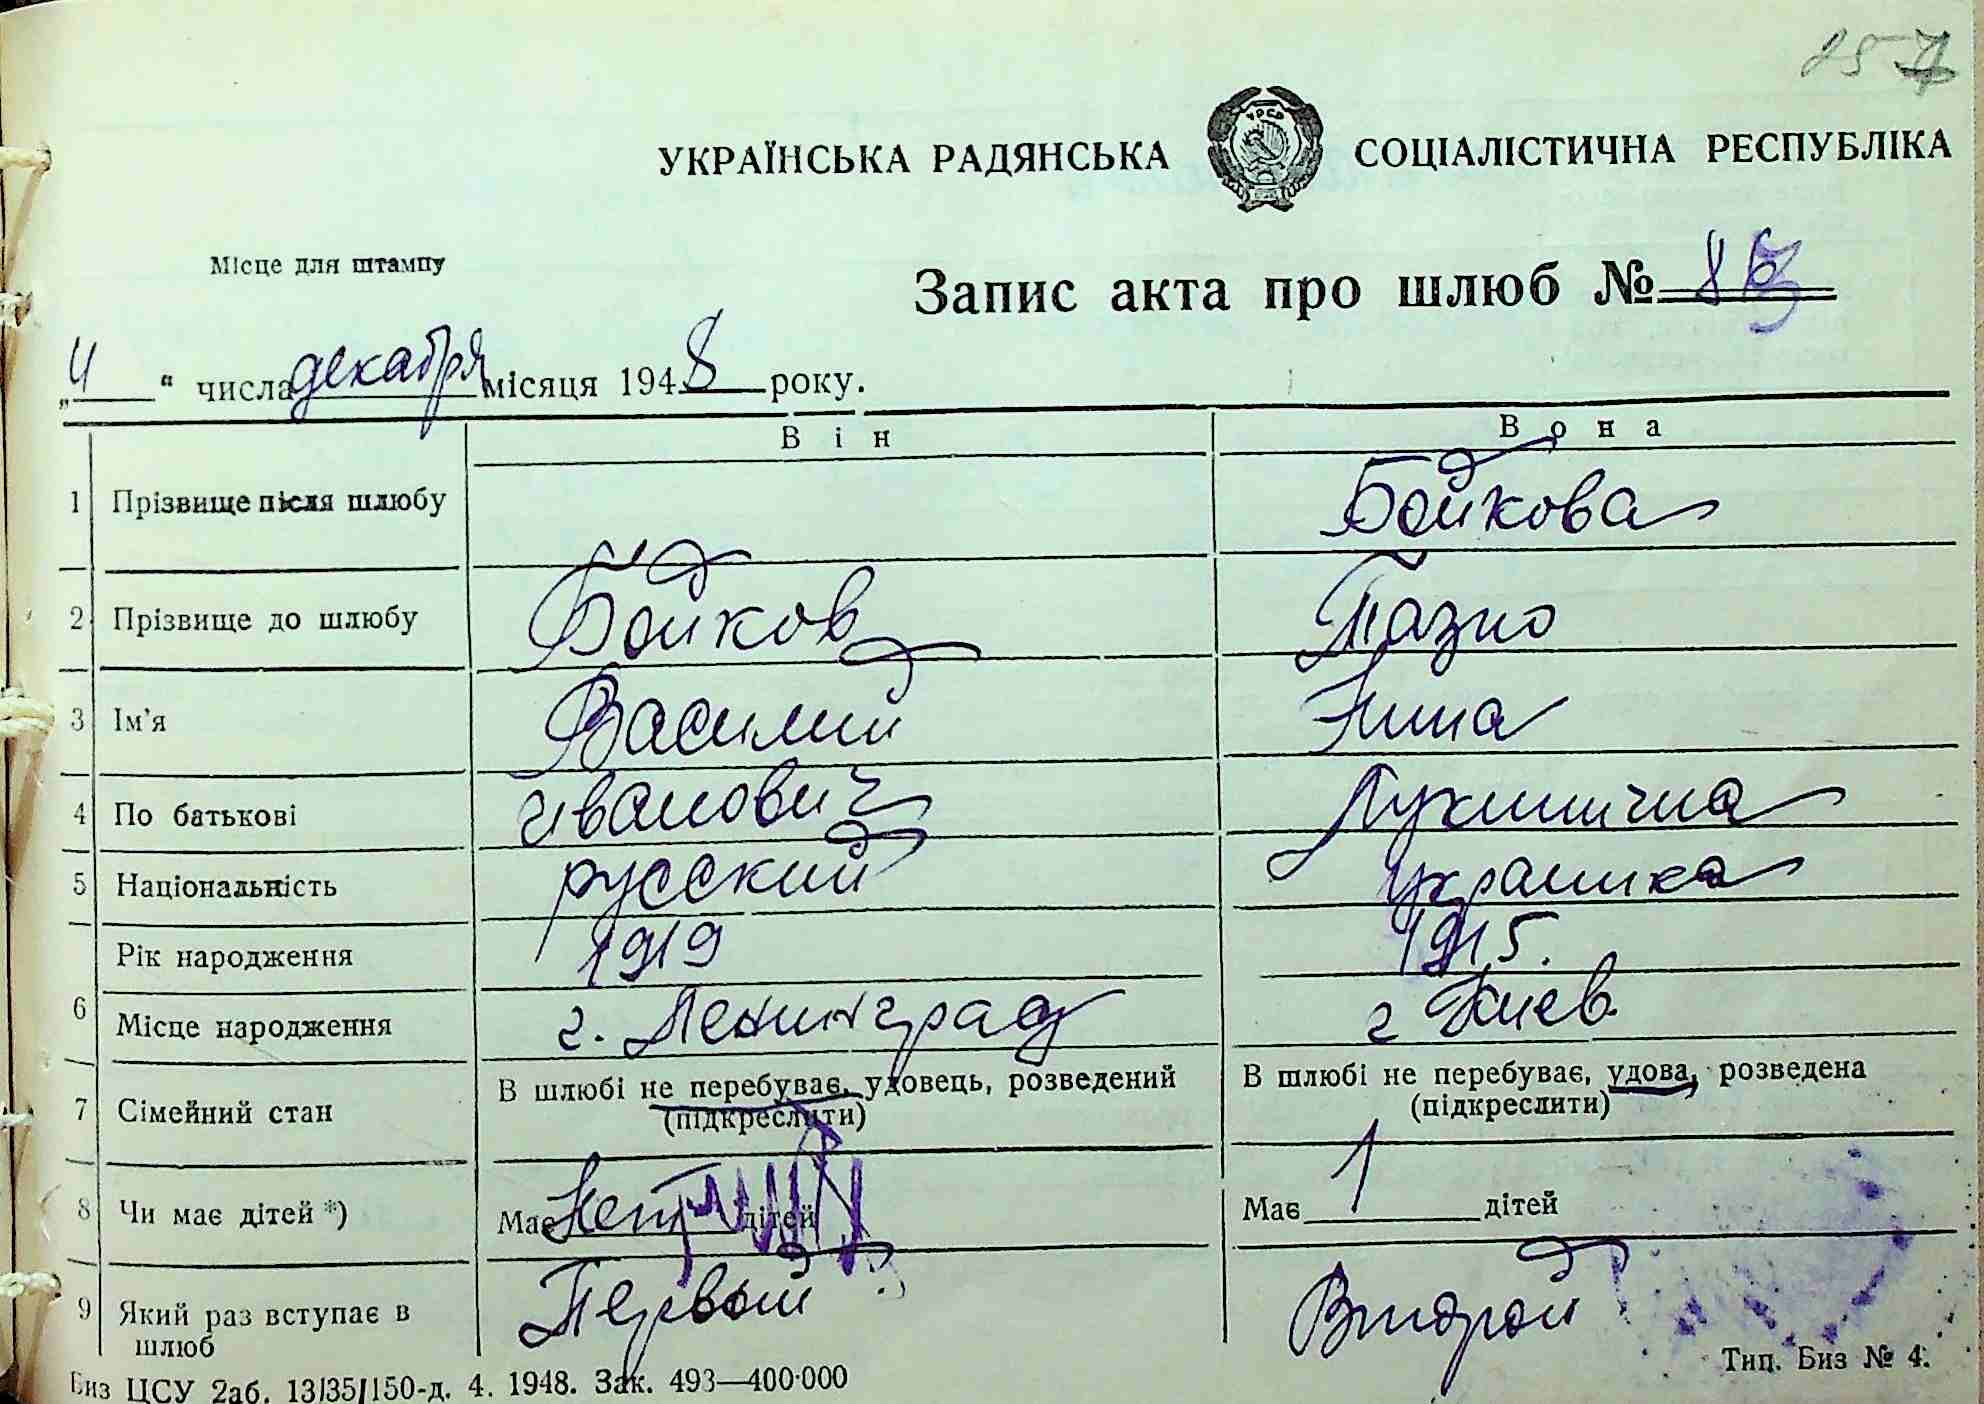 257
УКРАЇНСЬКА РАДЯНСЬКА СОЦІАЛІСТИЧНА РЕСПУБЛІКА
УРСР
Місце для штампу
Запис акта про шлюб №
„4“ числа декабря місяця 1948 року.
Він Вона
1 Прізвище після шлюбу Бойкова
2 Прізвище до шлюбу Бойков
3 Ім’я Василий Нина
4 По батькові Иванович Лукинична
5 Національність русский украинка
Рік народження 1919 1915.
6 Місце народження г. Ленинград г Киев
7 Сімейний стан В шлюбі не перебуває, удовець, розведений В шлюбі не перебуває, удова, розведена
(підкреслити) (підкреслити)
8 Чи має дітей *) Має нет дітей Має 1 дітей
9 Який раз вступає в шлюб Первый Второй
Биз ЦСУ 2аб. 13/35/150-д. 4. 1948. Зак. 493—400·000 Тип. Биз № 4.